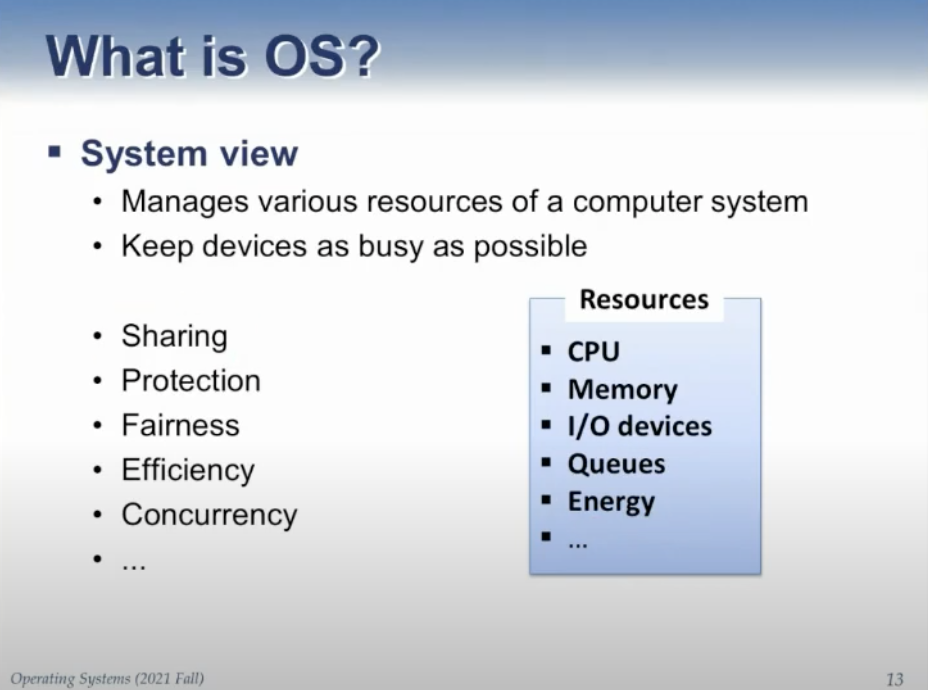 What is OS?
▪ System view
• Manages various resources of a computer system
• Keep devices as busy as possible
• Sharing
• Protection
• Fairness
• Efficiency
• Concurrency
• ...
Resources
▪ CPU
▪ Memory
▪ I/O devices
▪ Queues
▪ Energy
▪ ...
Operating Systems (2021 Fall)
13